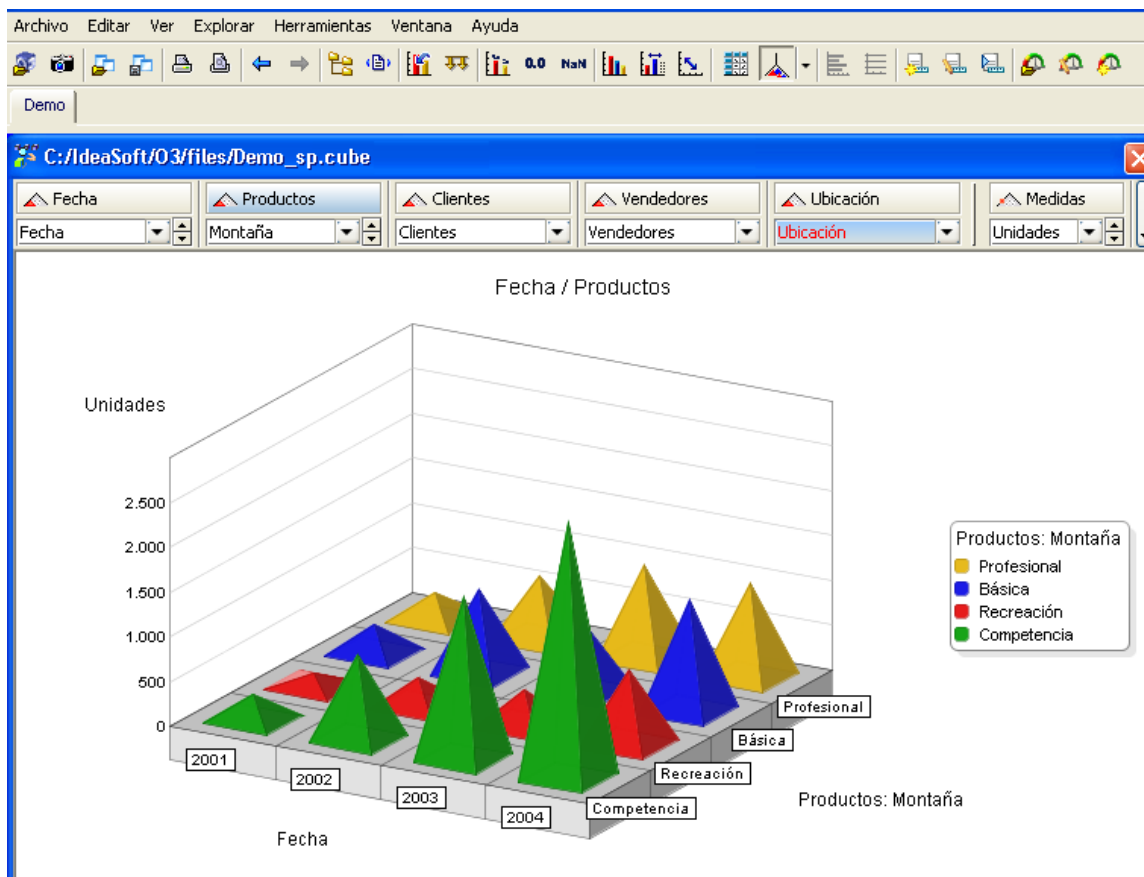 Archivo Editar Ver Explorar Herramientas Ventana Ayuda
0.0 NaN
Demo
C:/IdeaSoft/O3/files/Demo_sp.cube
Fecha Productos Clientes Vendedores Ubicación Medidas
Fecha Montaña Clientes Vendedores Ubicación Unidades
Fecha / Productos
Unidades
2.500
2.000
1.500
1.000
500
0
Productos: Montaña
Profesional
Básica
Recreación
Competencia
2001
2002
2003
2004
Competencia
Recreación
Básica
Profesional
Fecha
Productos: Montaña